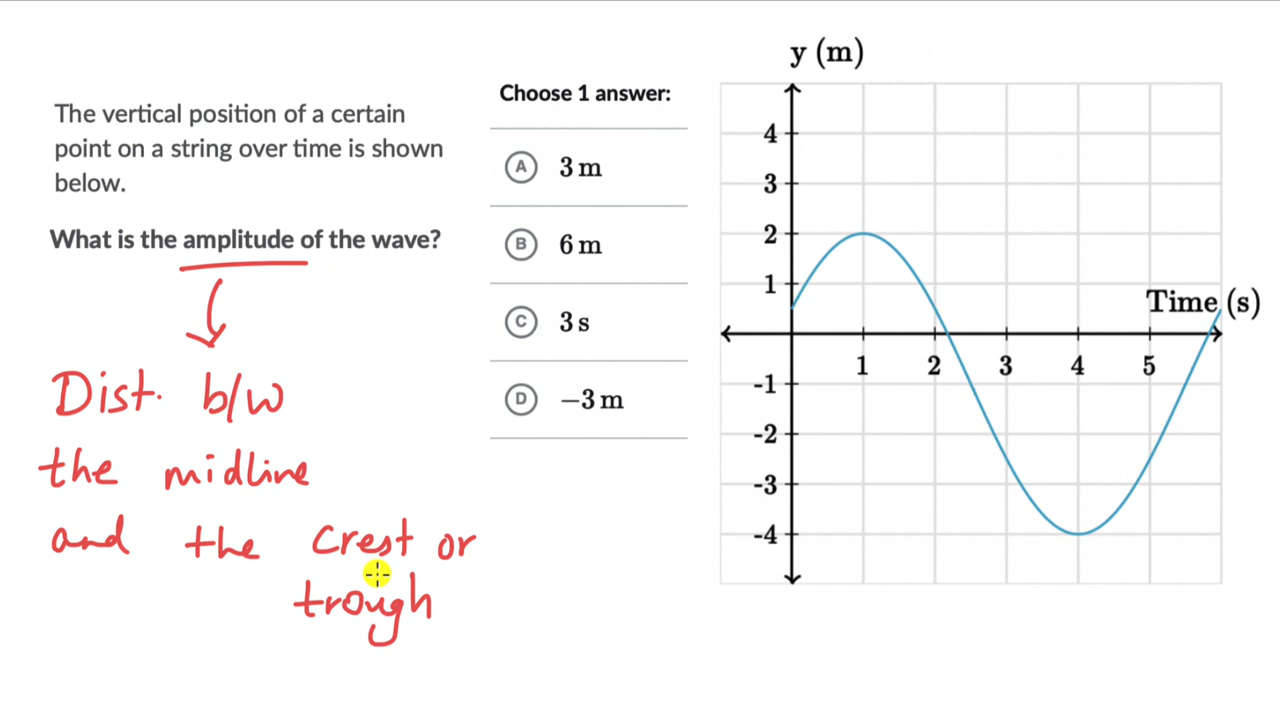 The vertical position of a certain
point on a string over time is shown
below.
What is the amplitude of the wave?
Dist. b/w
the midline
and the crest or
trough
Choose 1 answer:
A 3 m
B 6 m
C 3 s
D −3 m
y (m)
4
3
2
1
Time (s)
1 2 3 4 5
-1
-2
-3
-4